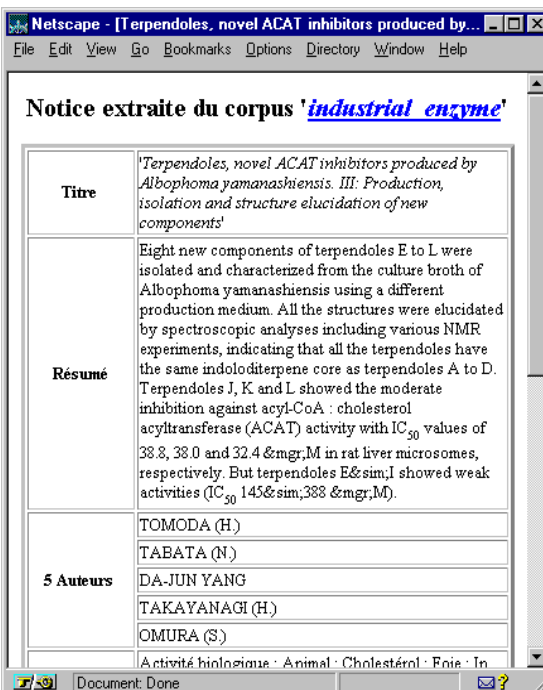 Netscape - [Terpendoles, novel ACAT inhibitors produced by...
File Edit View Go Bookmarks Options Directory Window Help
Notice extraite du corpus 'industrial enzyme'
Titre
'Terpendoles, novel ACAT inhibitors produced by
Albophoma yamanashiensis. III: Production,
isolation and structure elucidation of new
components'
Résumé
Eight new components of terpendoles E to L were
isolated and characterized from the culture broth of
Albophoma yamanashiensis using a different
production medium. All the structures were elucidated
by spectroscopic analyses including various NMR
experiments, indicating that all the terpendoles have
the same indoloditerpene core as terpendoles A to D.
Terpendoles J, K and L showed the moderate
inhibition against acyl-CoA : cholesterol
acyltransferase (ACAT) activity with IC50 values of
38.8, 38.0 and 32.4 &mgr;M in rat liver microsomes,
respectively. But terpendoles E&sim;I showed weak
activities (IC50 145&sim;388 &mgr;M).
5 Auteurs
TOMODA (H.)
TABATA (N.)
DA-JUN YANG
TAKAYANAGI (H.)
OMURA (S.)
Activité biologique ; Animal ; Cholestérol ; Foie ; In
Document: Done